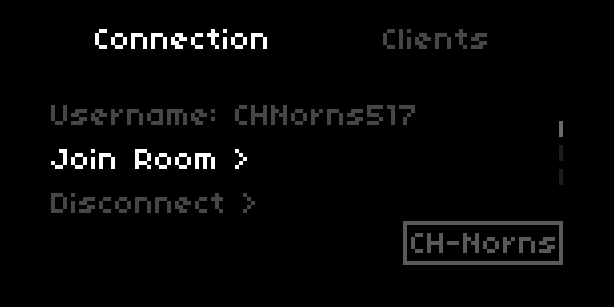 Connection Clients
Username: CHNorns517
Join Room >
Disconnect >
CH-Norns